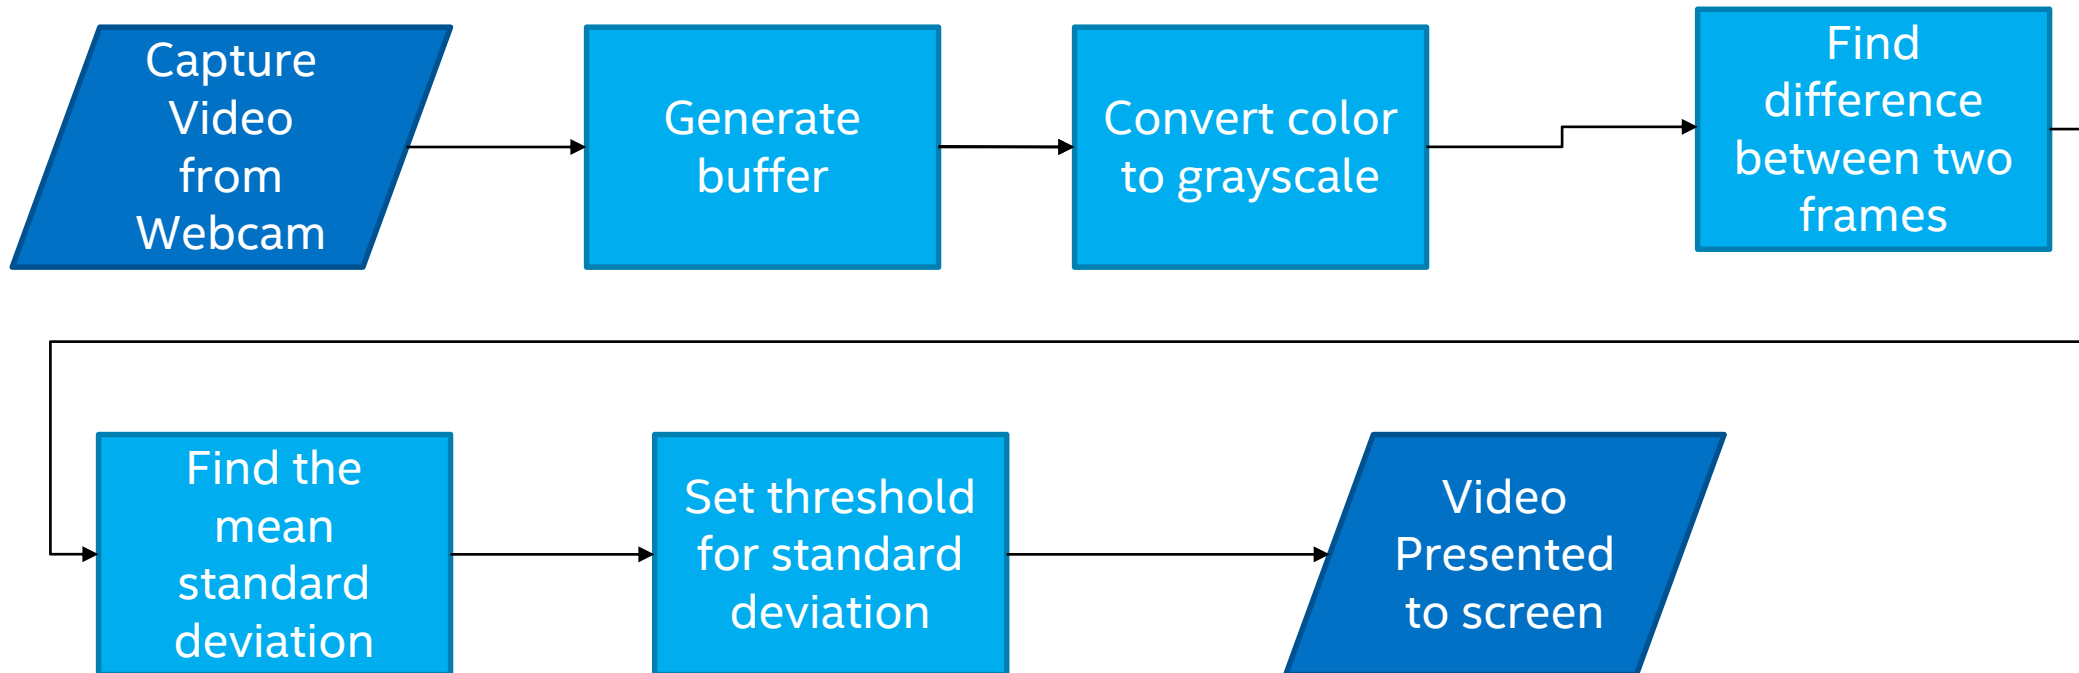 Capture
Video
from
Webcam
Generate
buffer
Convert color
to grayscale
Find
difference
between two
frames
Find the
mean
standard
deviation
Set threshold
for standard
deviation
Video
Presented
to screen